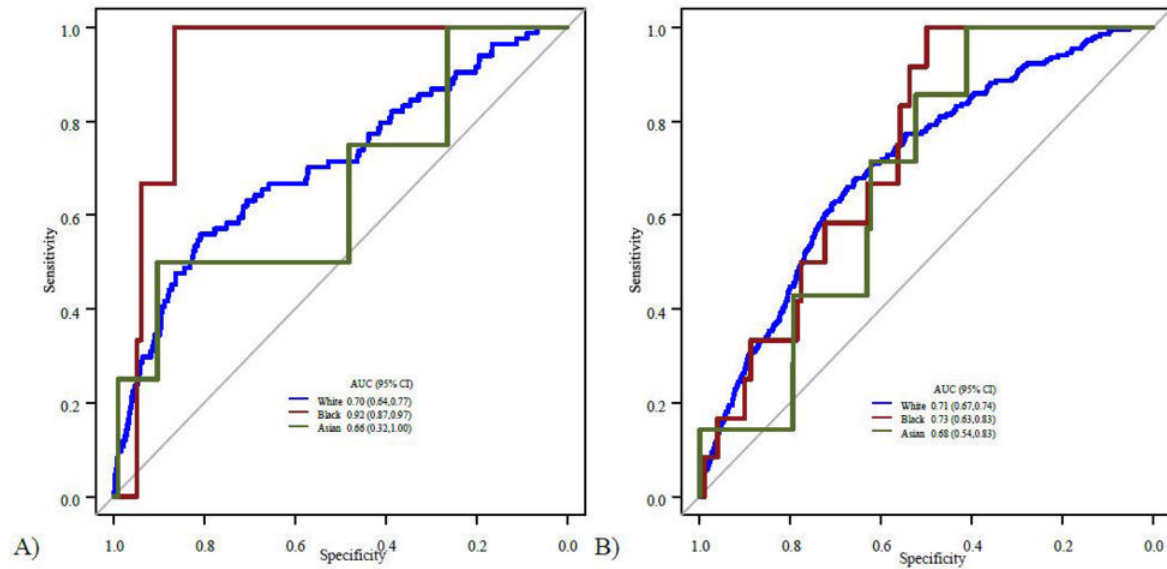 1.0
0.8
0.6
0.4
0.2
0.0
Sensitivity
AUC (95% CI)
White 0.70 (0.64,0.77)
Black 0.92 (0.87,0.97)
Asian 0.66 (0.32,1.00)
1.0 0.8 0.6 0.4 0.2 0.0
Specificity
A)
1.0
0.8
0.6
0.4
0.2
0.0
Sensitivity
AUC (95% CI)
White 0.71 (0.67,0.74)
Black 0.73 (0.63,0.83)
Asian 0.68 (0.54,0.83)
1.0 0.8 0.6 0.4 0.2 0.0
Specificity
B)